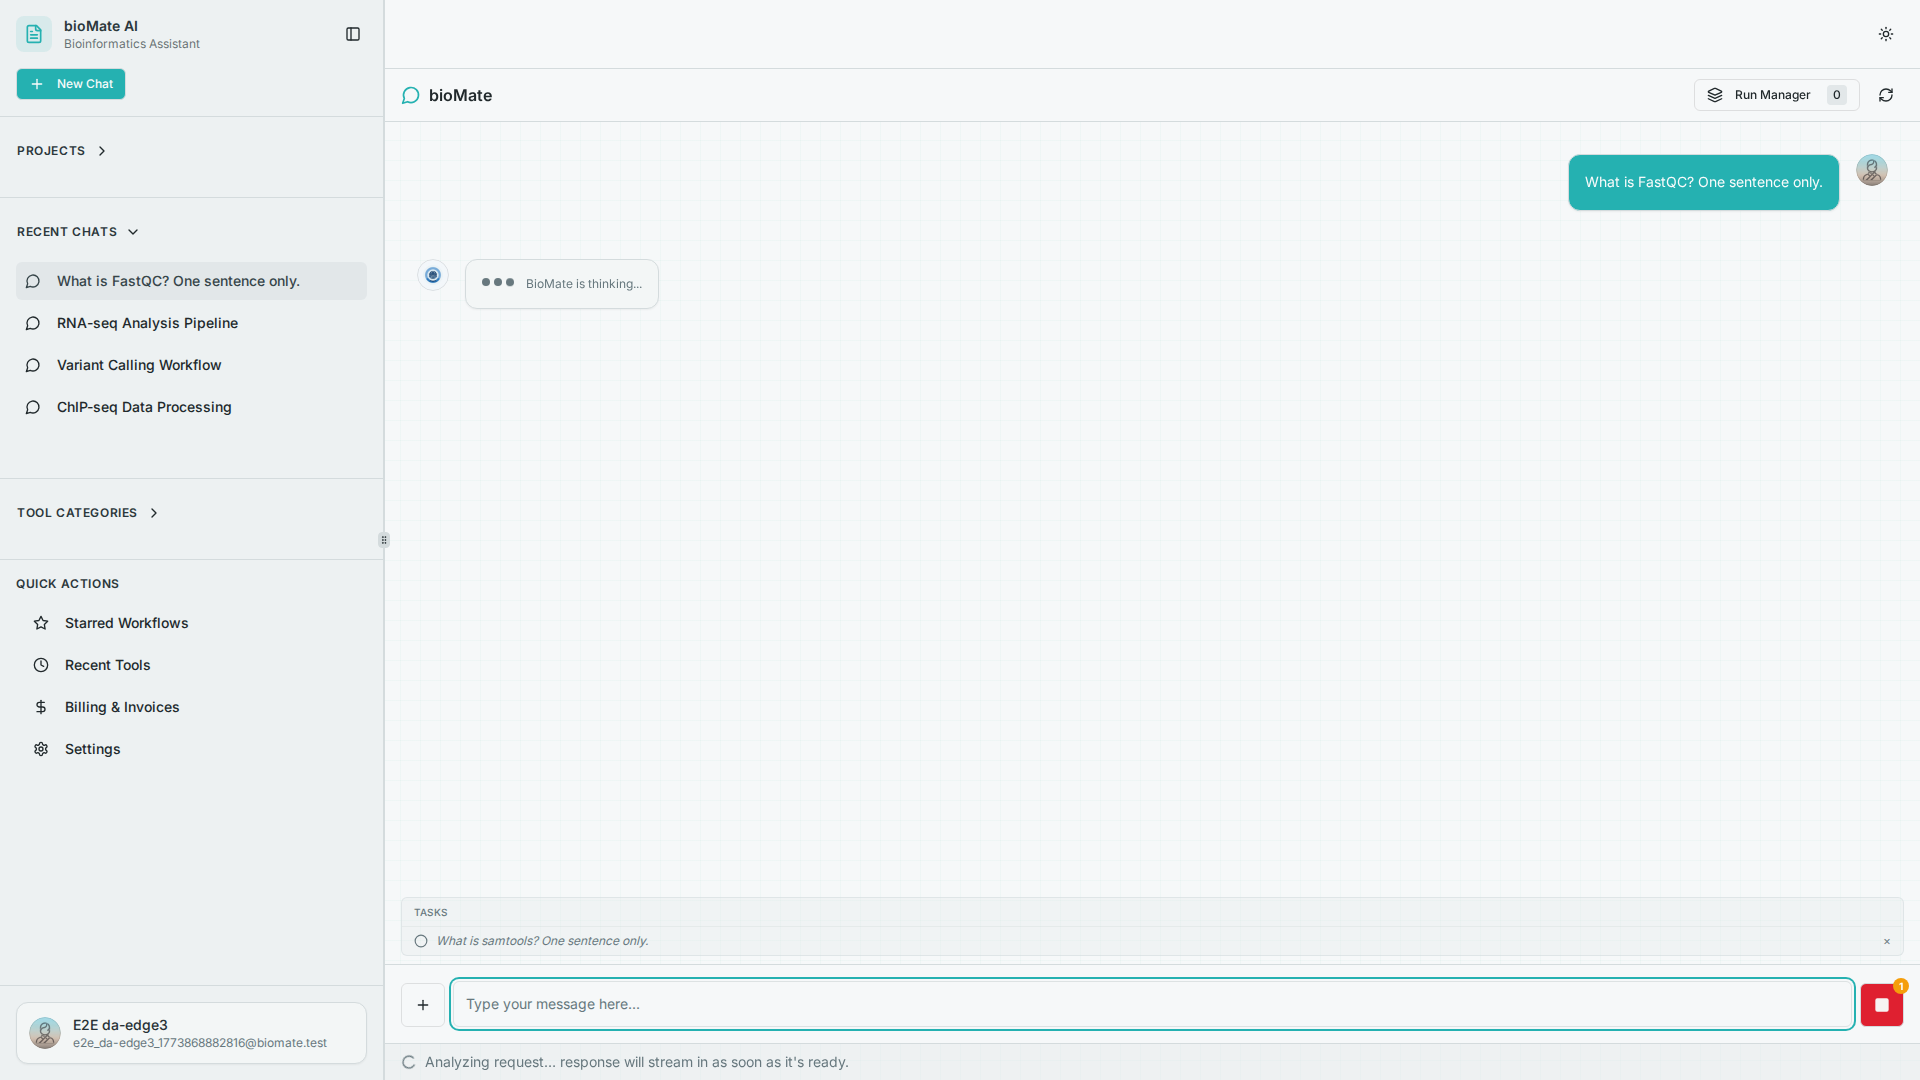 bioMate AI
Bioinformatics Assistant
New Chat
PROJECTS
RECENT CHATS
What is FastQC? One sentence only.
RNA-seq Analysis Pipeline
Variant Calling Workflow
ChIP-seq Data Processing
TOOL CATEGORIES
QUICK ACTIONS
Starred Workflows
Recent Tools
Billing & Invoices
Settings
E2E da-edge3
e2e_da-edge3_1773868882816@biomate.test
bioMate
Run Manager 0
What is FastQC? One sentence only.
BioMate is thinking...
TASKS
What is samtools? One sentence only.
Type your message here...
1
Analyzing request... response will stream in as soon as it's ready.